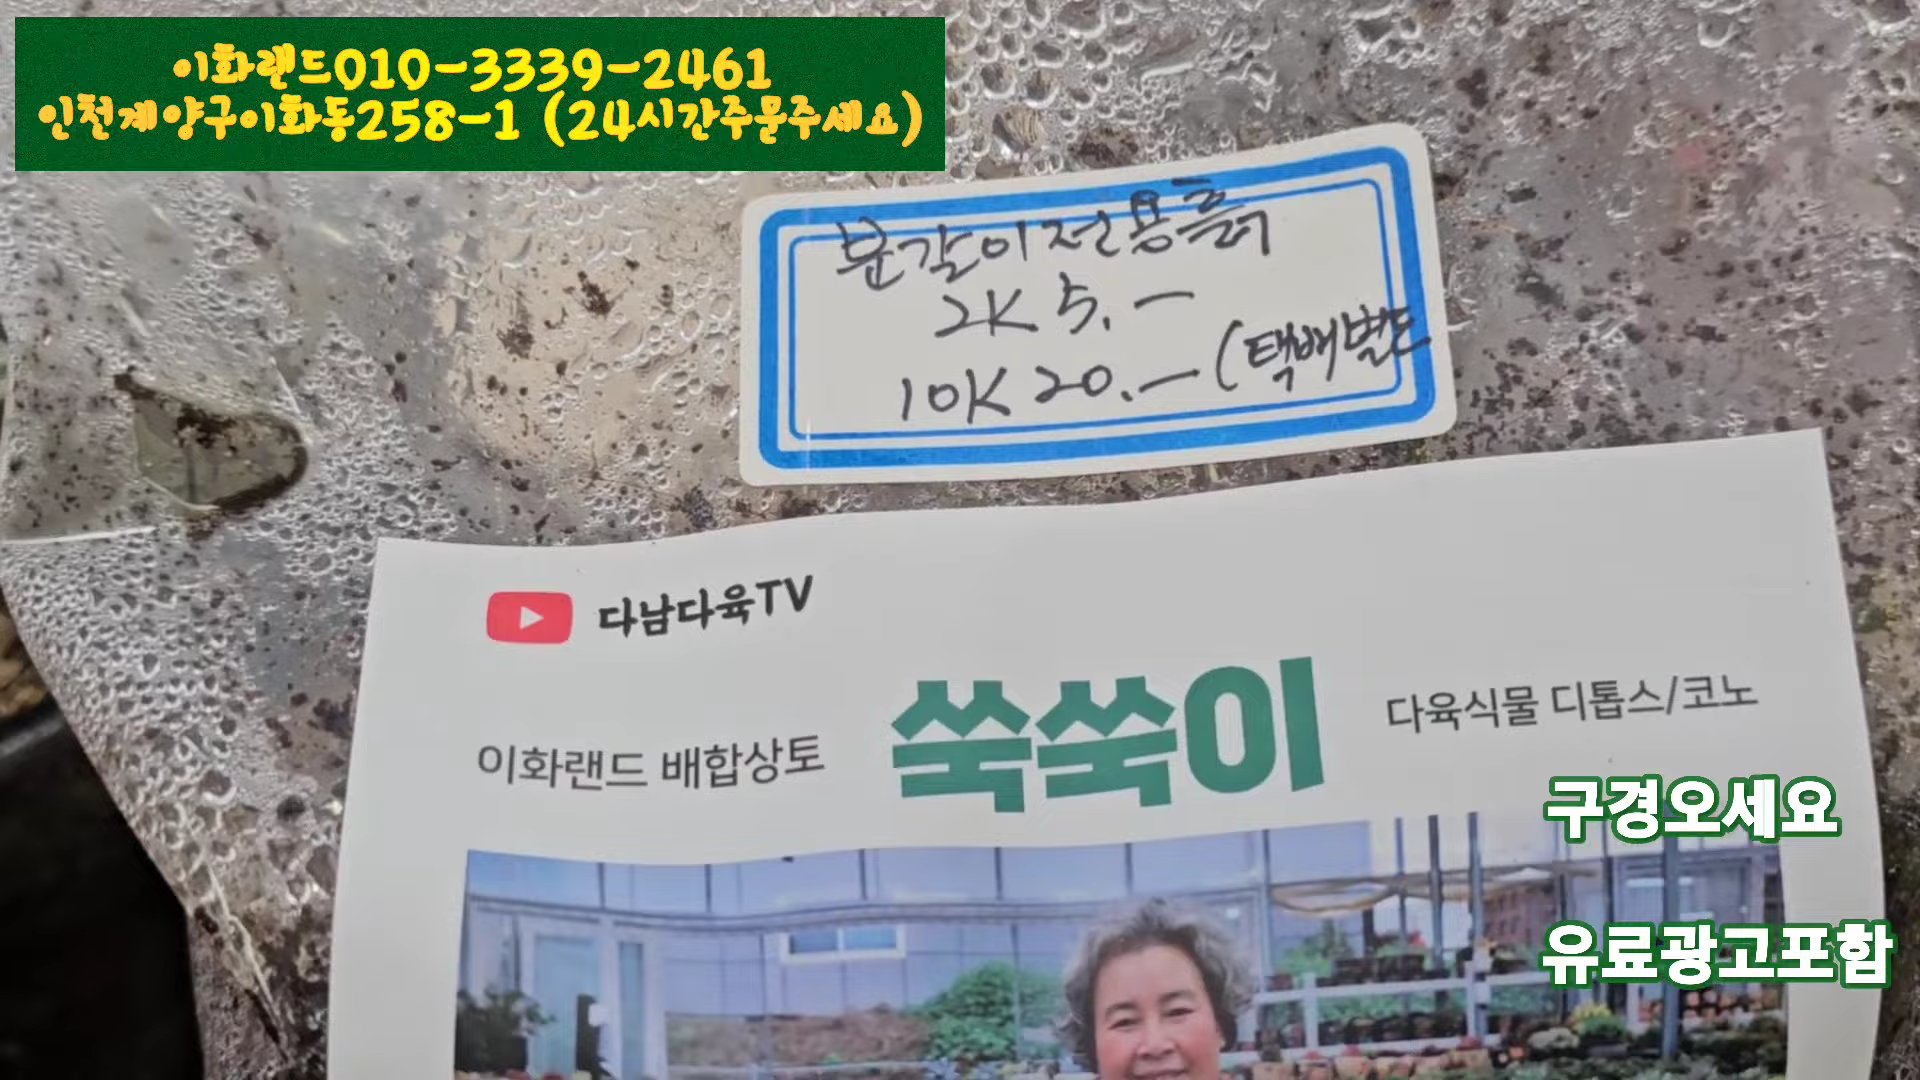 이화랜드010-3339-2461
인천계양구이화동258-1 (24시간주문주세요)
분갈이전용흙
2K 5.-
10K 20.- (택배별도
다남다육TV
이화랜드 배합상토
쑥쑥이
다육식물 디톱스/코노
구경오세요
유료광고포함